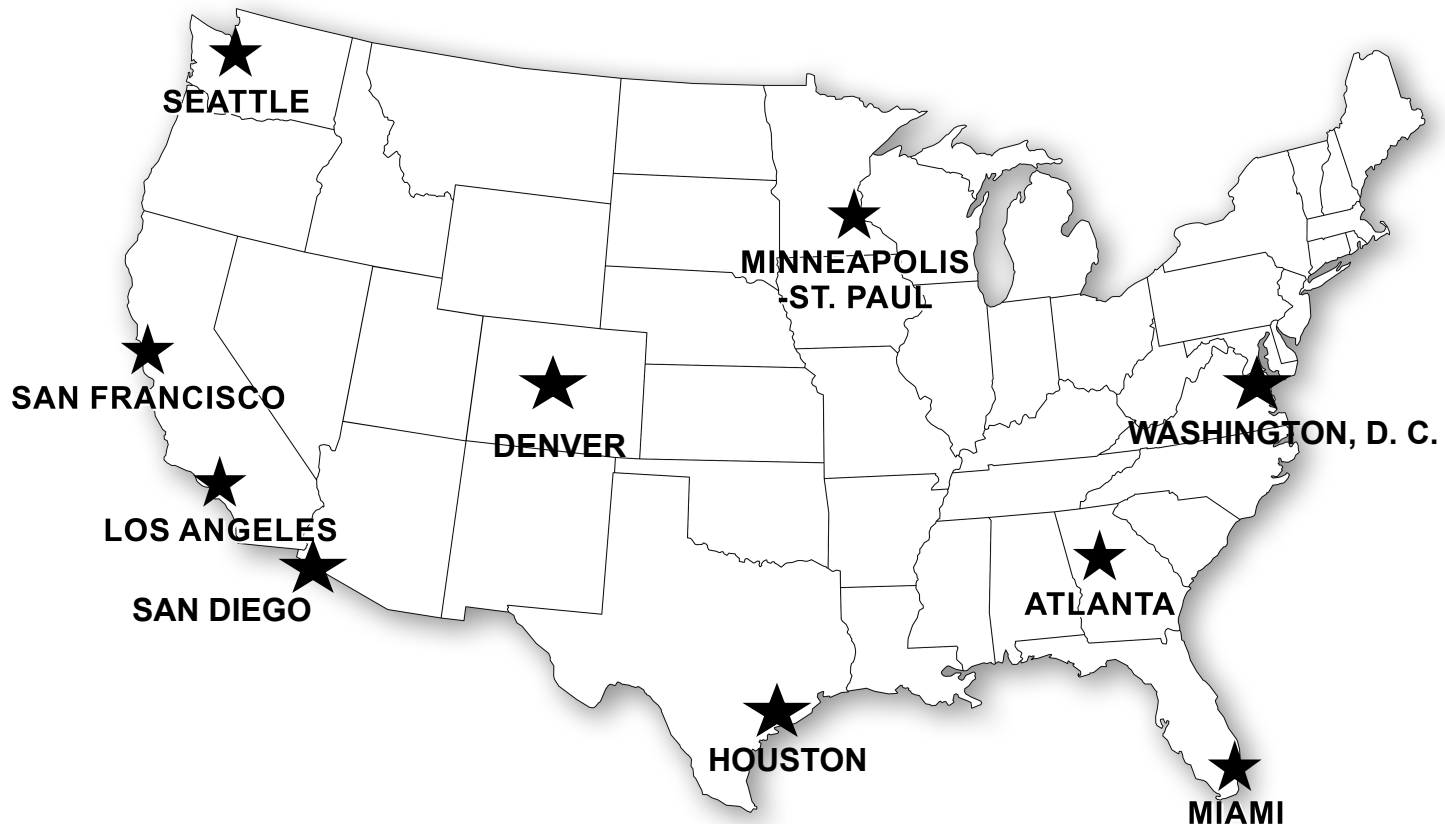 SEATTLE
MINNEAPOLIS
-ST. PAUL
SAN FRANCISCO
DENVER
WASHINGTON, D. C.
LOS ANGELES
SAN DIEGO
ATLANTA
HOUSTON
MIAMI